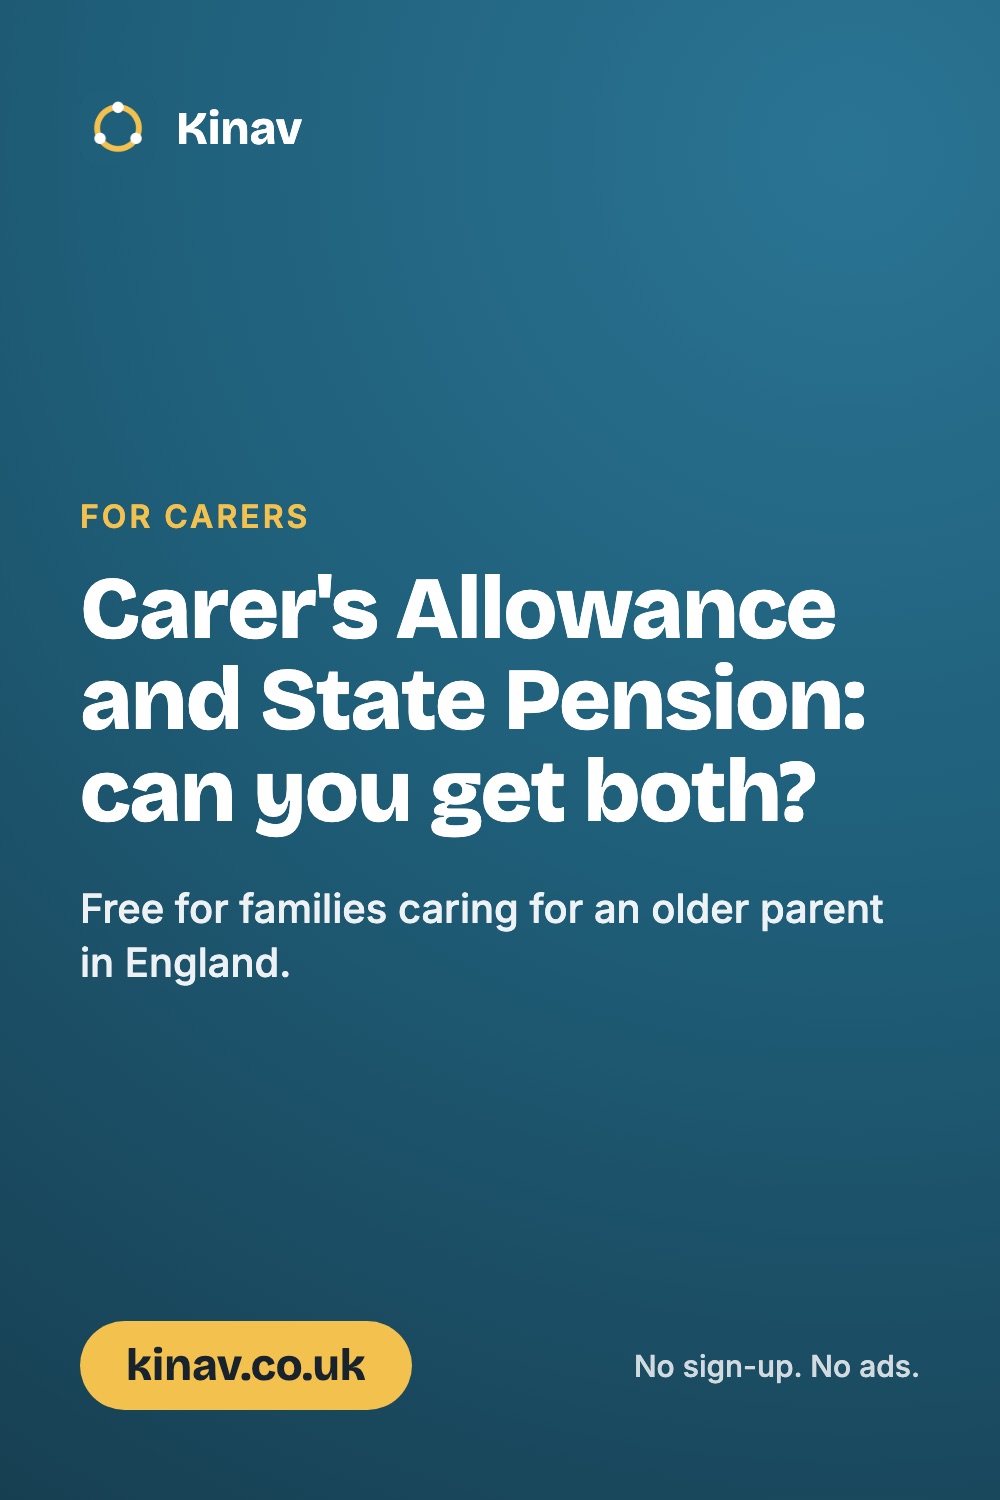 Kinav
FOR CARERS
Carer's Allowance
and State Pension:
can you get both?
Free for families caring for an older parent
in England.
kinav.co.uk
No sign-up. No ads.